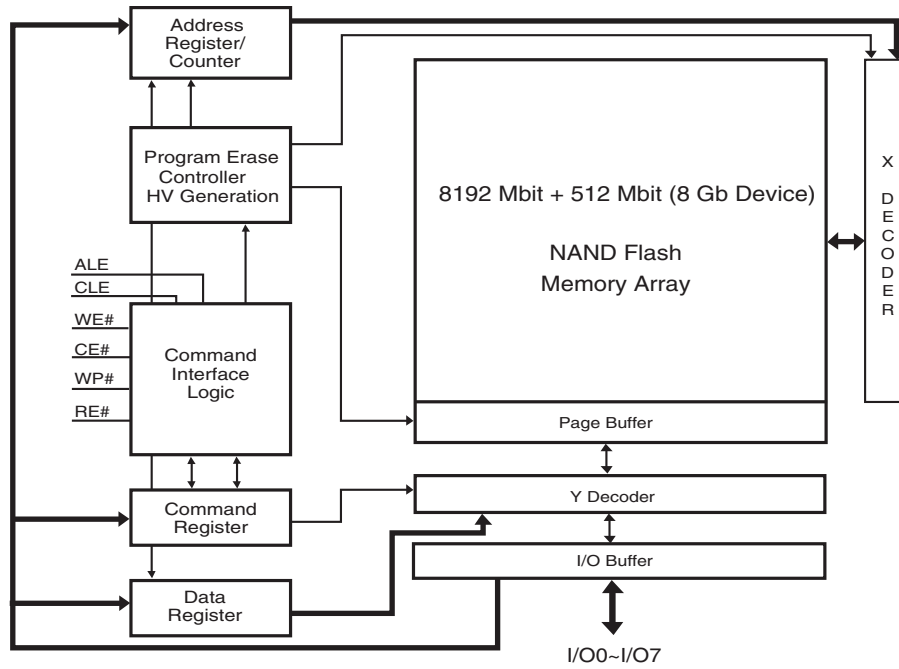 Address
Register/
Counter
Program Erase
Controller
HV Generation
ALE
CLE
WE#
CE#
WP#
RE#
Command
Interface
Logic
Command
Register
Data
Register
8192 Mbit + 512 Mbit (8 Gb Device)
NAND Flash
Memory Array
Page Buffer
Y Decoder
I/O Buffer
I/O0~I/O7
X
D
E
C
O
D
E
R